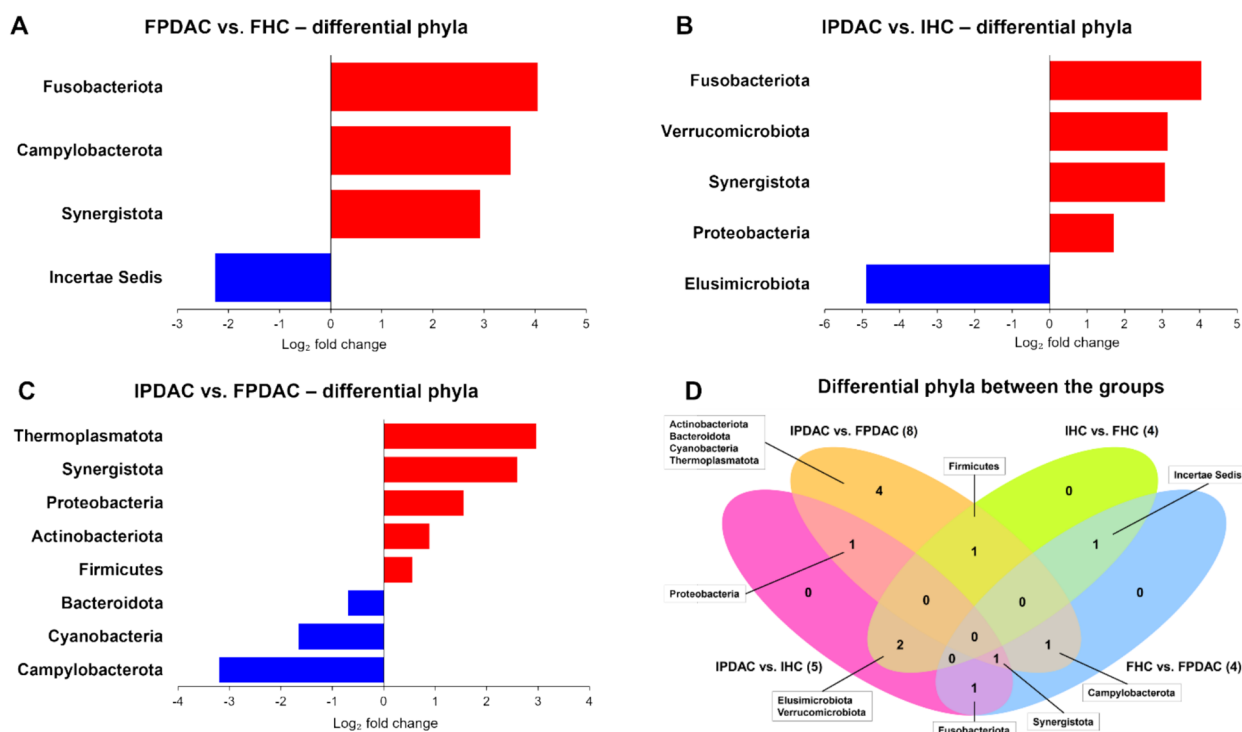 A
FPDAC vs. FHC – differential phyla
Fusobacteriota
Campylobacterota
Synergistota
Incertae Sedis
-3 -2 -1 0 1 2 3 4 5
Log₂ fold change
B
IPDAC vs. IHC – differential phyla
Fusobacteriota
Verrucomicrobiota
Synergistota
Proteobacteria
Elusimicrobiota
-6 -5 -4 -3 -2 -1 0 1 2 3 4 5
Log₂ fold change
C
IPDAC vs. FPDAC – differential phyla
Thermoplasmatota
Synergistota
Proteobacteria
Actinobacteriota
Firmicutes
Bacteroidota
Cyanobacteria
Campylobacterota
-4 -3 -2 -1 0 1 2 3 4
Log₂ fold change
D
Differential phyla between the groups
Actinobacteriota
Bacteroidota
Cyanobacteria
Thermoplasmatota
IPDAC vs. FPDAC (8)
IHC vs. FHC (4)
Firmicutes
Incertae Sedis
4
0
1
1
1
Proteobacteria
0
0
0
0
0
2
0
1
1
IPDAC vs. IHC (5)
FHC vs. FPDAC (4)
1
Elusimicrobiota
Verrucomicrobiota
Campylobacterota
Synergistota
Fusobacteriota